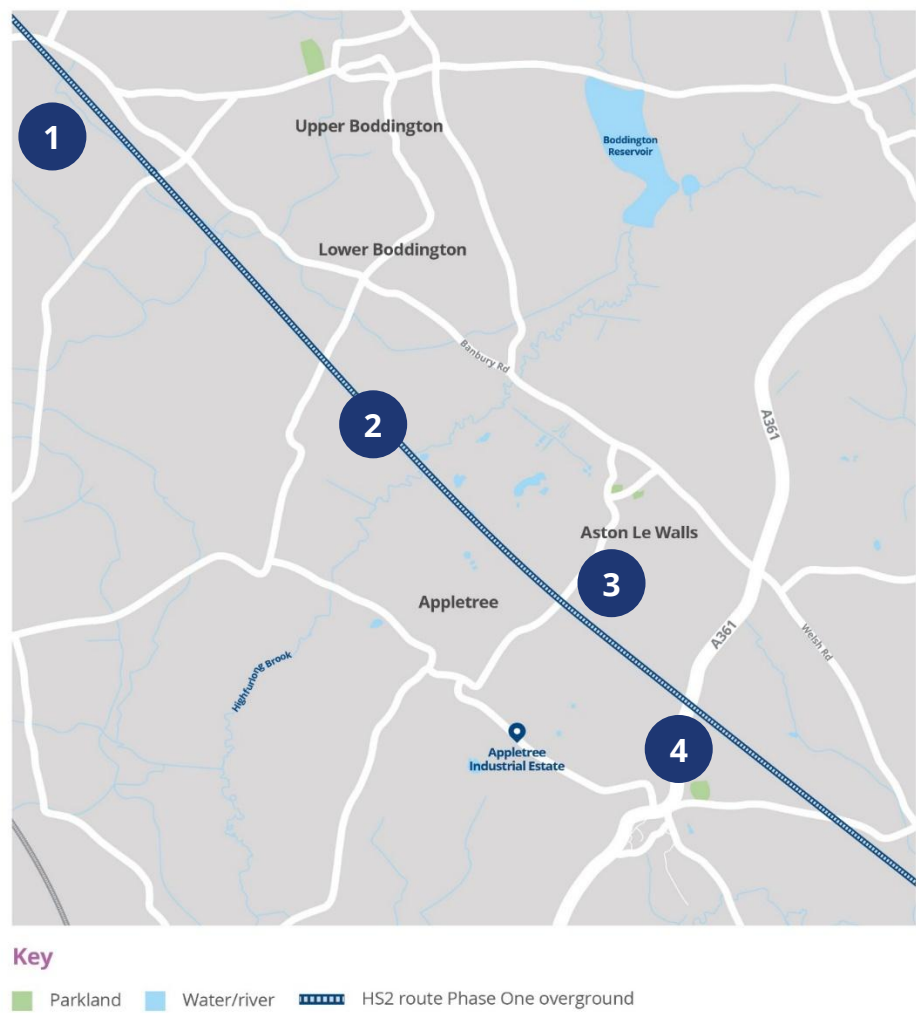 1
Upper Boddington
Boddington
Reservoir
Lower Boddington
Banbury Rd
2
A361
Aston Le Walls
3
Appletree
A361
Welsh Rd
Highfurlong Brook
4
Appletree
Industrial Estate
Key
Parkland
Water/river
HS2 route Phase One overground